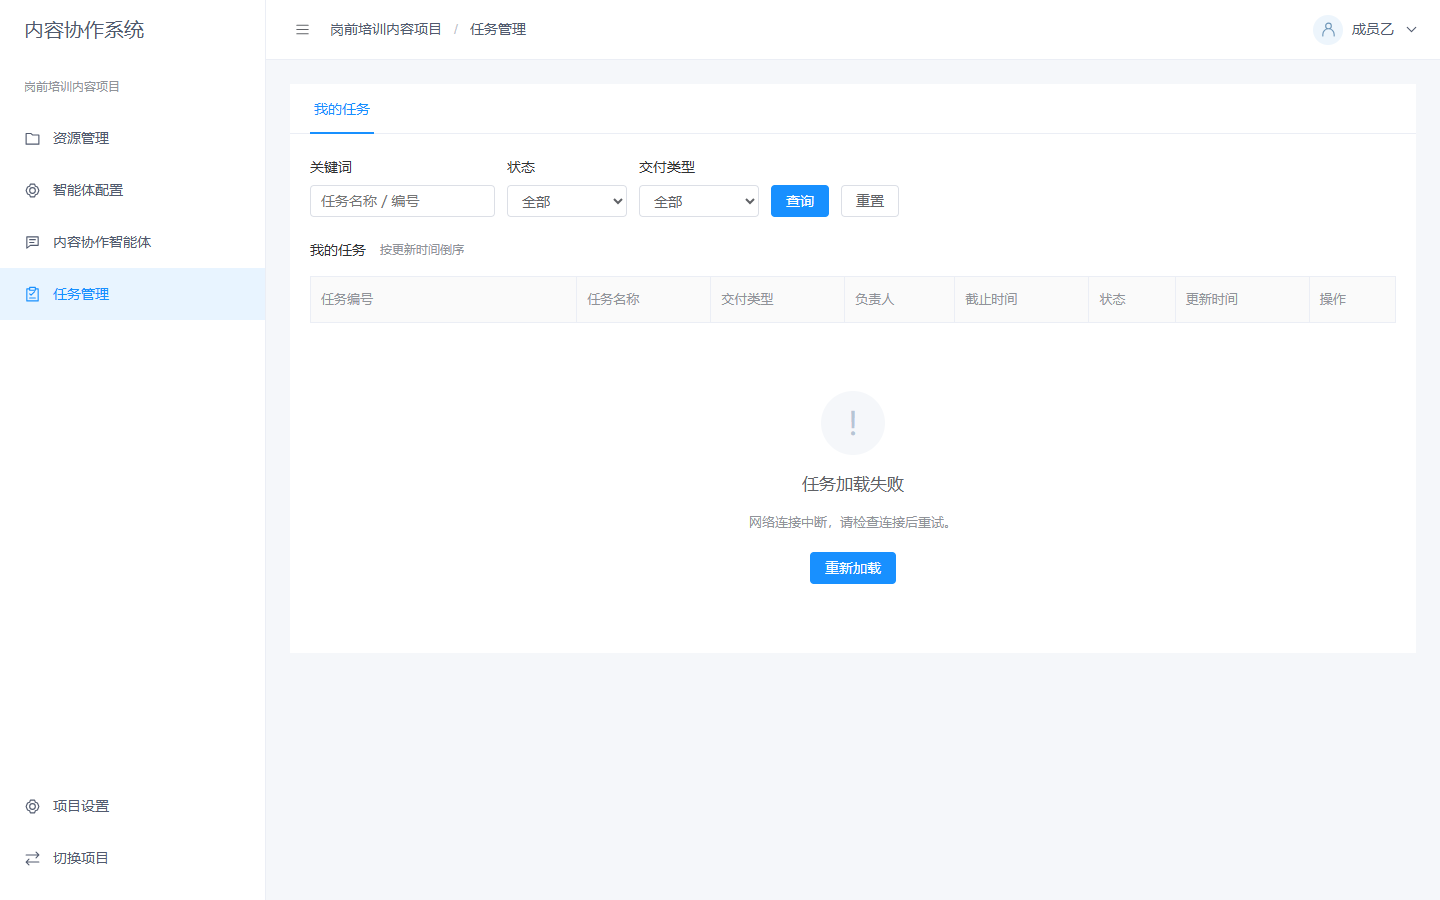 内容协作系统
岗前培训内容项目 / 任务管理
成员乙
岗前培训内容项目
资源管理
智能体配置
内容协作智能体
任务管理
项目设置
切换项目
我的任务
关键词 状态 交付类型
任务名称 / 编号 全部 全部 查询 重置
我的任务 按更新时间倒序
任务编号 任务名称 交付类型 负责人 截止时间 状态 更新时间 操作
!
任务加载失败
网络连接中断，请检查连接后重试。
重新加载